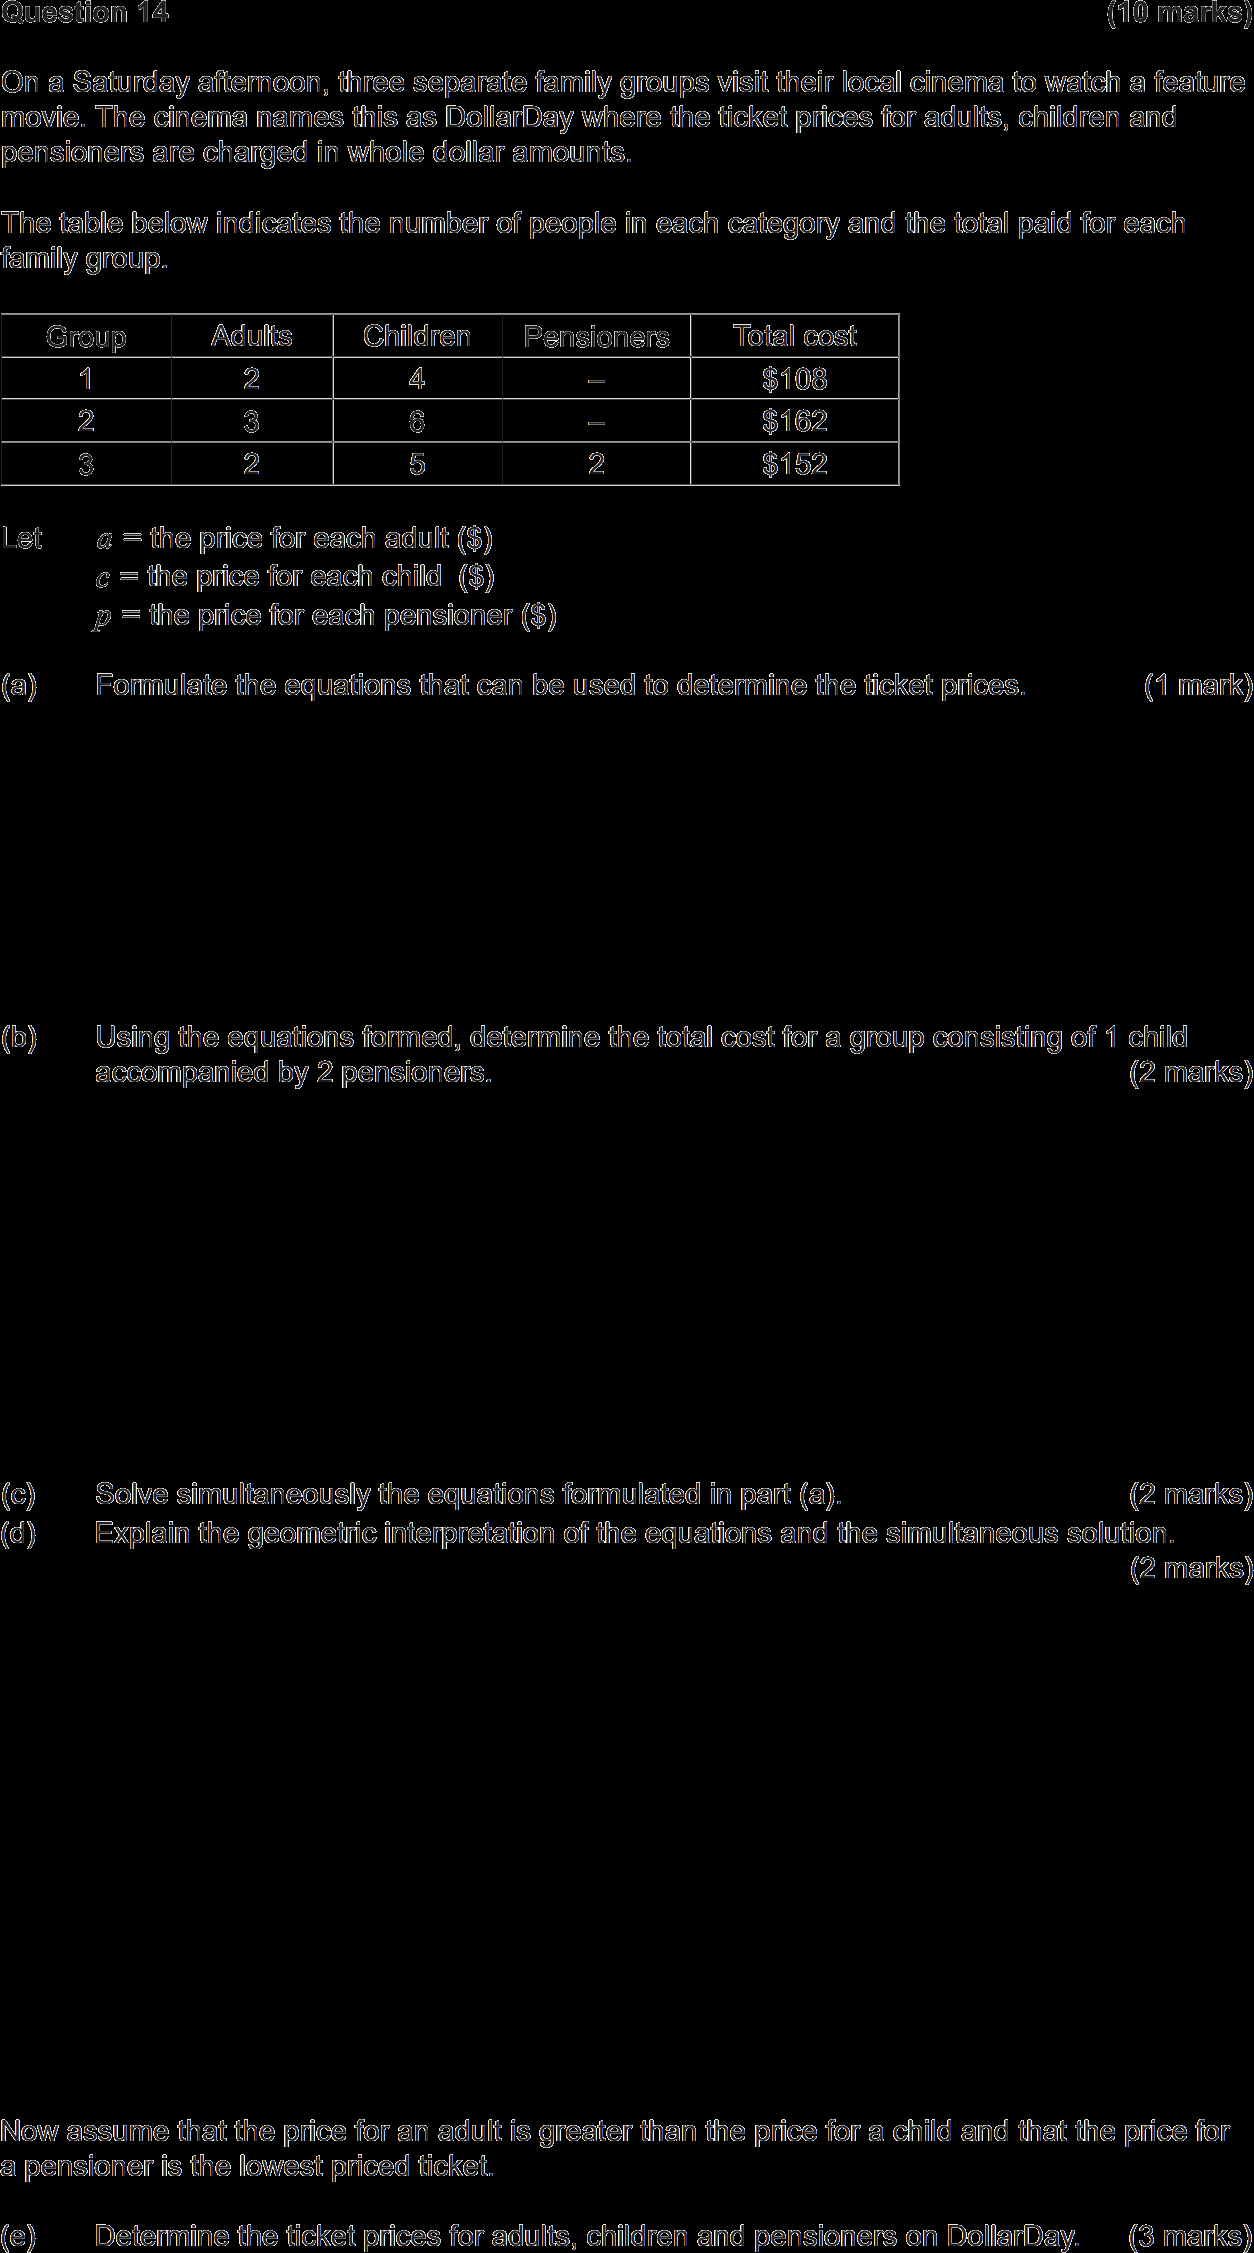 Question 14 (10 marks)
On a Saturday afternoon, three separate family groups visit their local cinema to watch a feature
movie. The cinema names this as DollarDay where the ticket prices for adults, children and
pensioners are charged in whole dollar amounts.
The table below indicates the number of people in each category and the total paid for each
family group.
Group Adults Children Pensioners Total cost
1 2 4 – $108
2 3 6 – $162
3 2 5 2 $152
Let a = the price for each adult ($)
c = the price for each child ($)
p = the price for each pensioner ($)
(a) Formulate the equations that can be used to determine the ticket prices. (1 mark)
(b) Using the equations formed, determine the total cost for a group consisting of 1 child
accompanied by 2 pensioners. (2 marks)
(c) Solve simultaneously the equations formulated in part (a). (2 marks)
(d) Explain the geometric interpretation of the equations and the simultaneous solution.
(2 marks)
Now assume that the price for an adult is greater than the price for a child and that the price for
a pensioner is the lowest priced ticket.
(e) Determine the ticket prices for adults, children and pensioners on DollarDay. (3 marks)